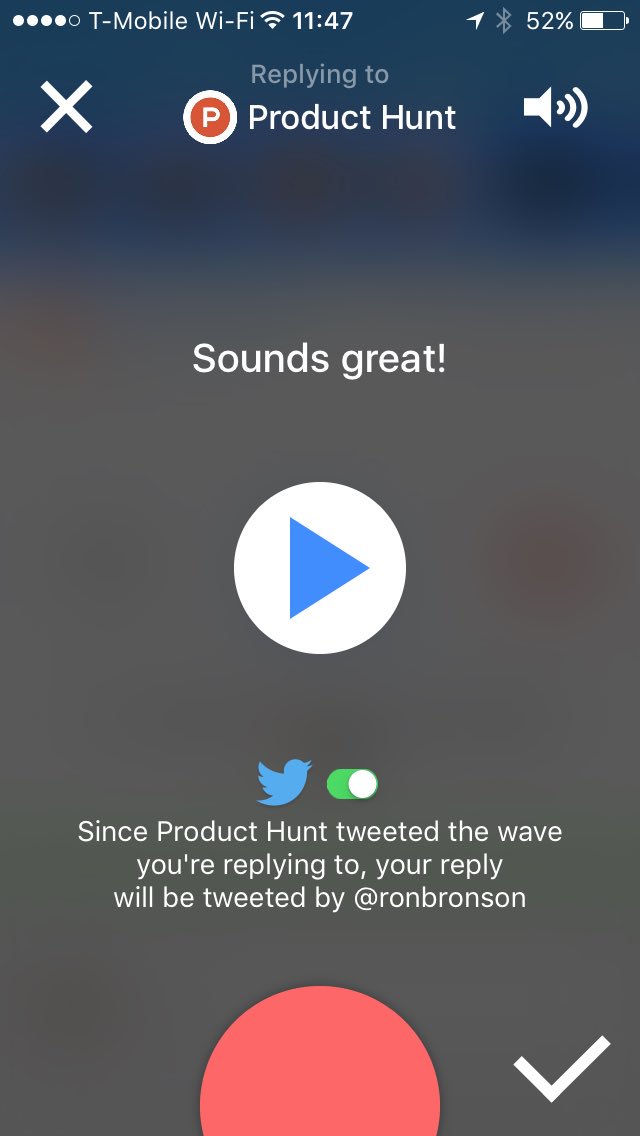 T-Mobile Wi-Fi 11:47 52%
Replying to
P Product Hunt
Sounds great!
Since Product Hunt tweeted the wave
you're replying to, your reply
will be tweeted by @ronbronson